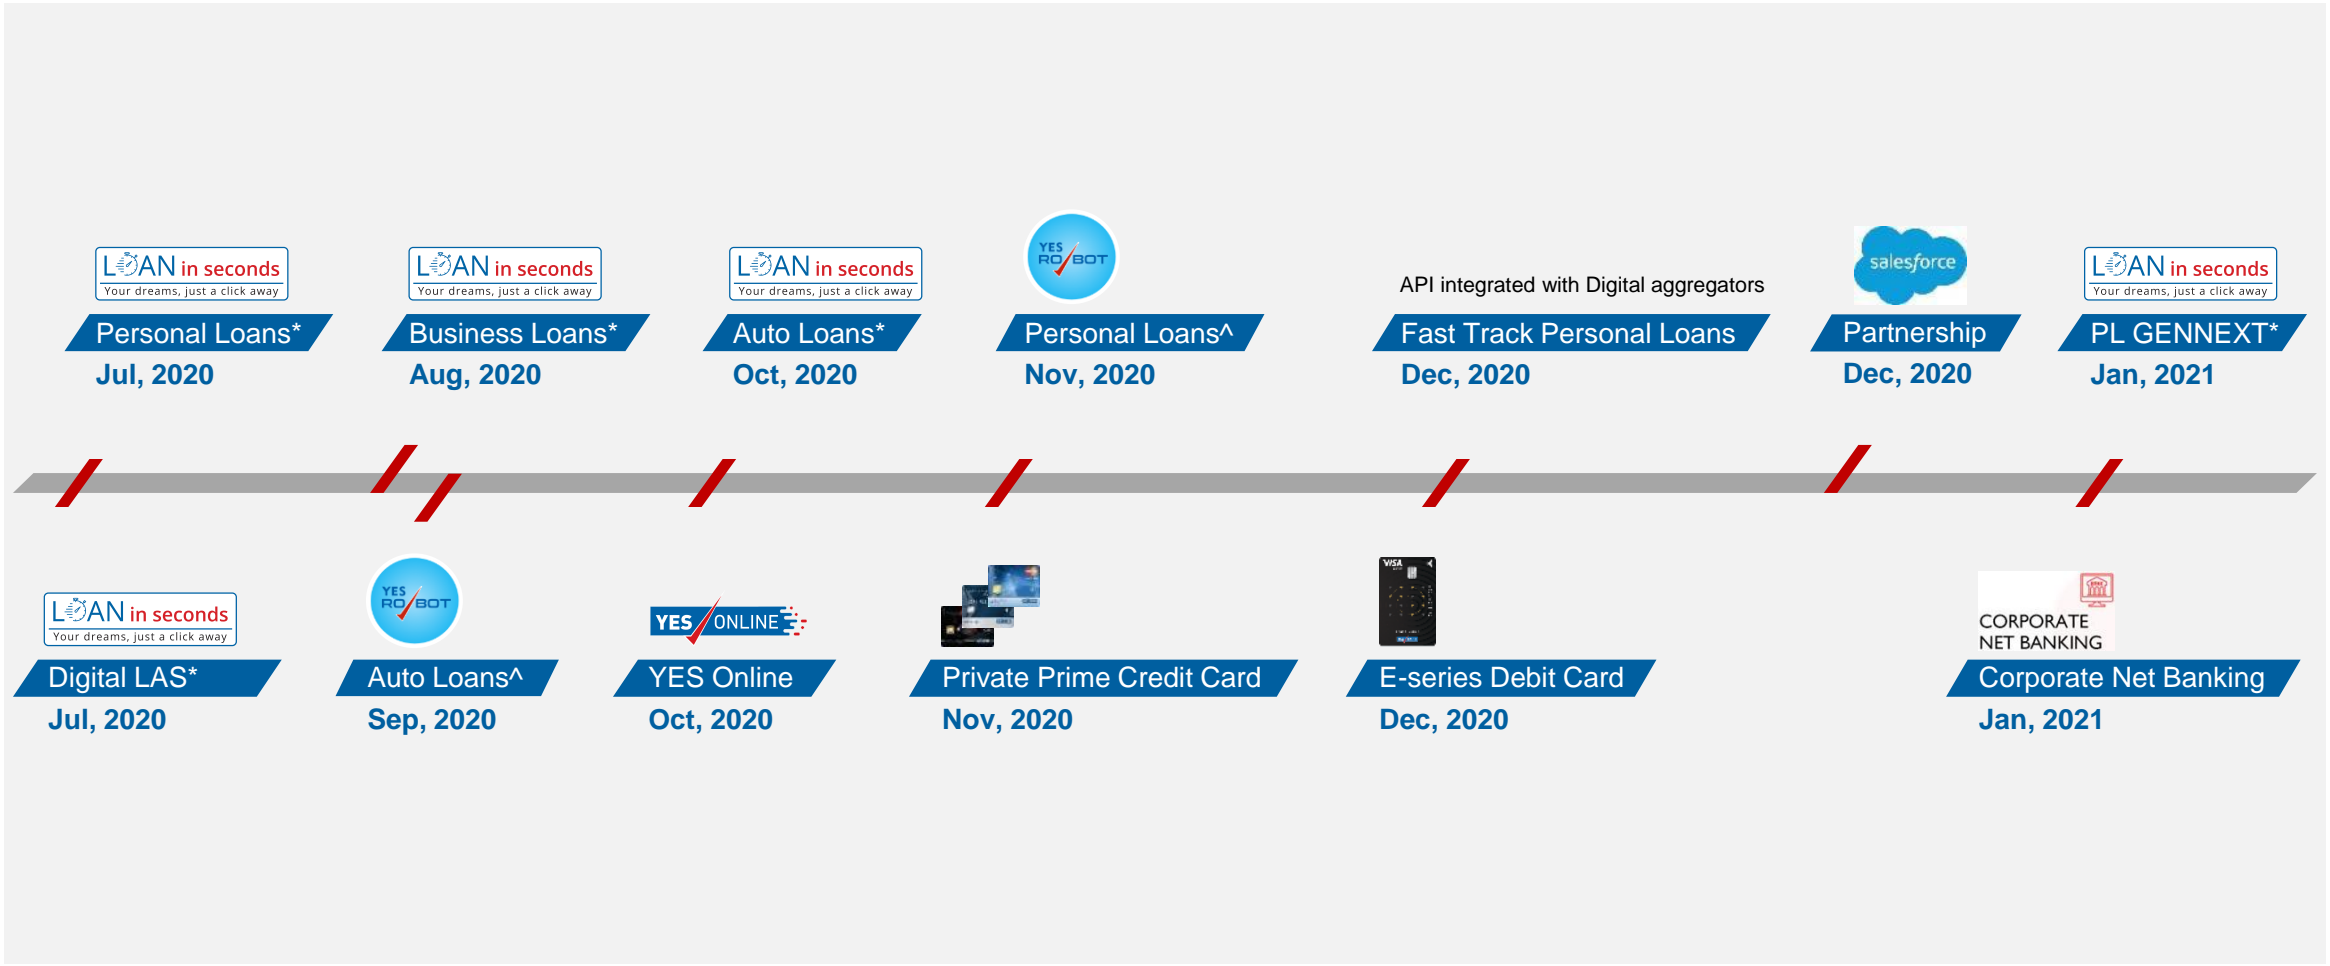 LOAN in seconds
Your dreams, just a click away
Personal Loans*
Jul, 2020
LOAN in seconds
Your dreams, just a click away
Business Loans*
Aug, 2020
LOAN in seconds
Your dreams, just a click away
Auto Loans*
Oct, 2020
YES
ROBOT
Personal Loans^
Nov, 2020
API integrated with Digital aggregators
Fast Track Personal Loans
Dec, 2020
salesforce
Partnership
Dec, 2020
LOAN in seconds
Your dreams, just a click away
PL GENNEXT*
Jan, 2021
LOAN in seconds
Your dreams, just a click away
Digital LAS*
Jul, 2020
YES
ROBOT
Auto Loans^
Sep, 2020
YES ONLINE
YES Online
Oct, 2020
Private Prime Credit Card
Nov, 2020
VISA
E-series Debit Card
Dec, 2020
CORPORATE
NET BANKING
Corporate Net Banking
Jan, 2021